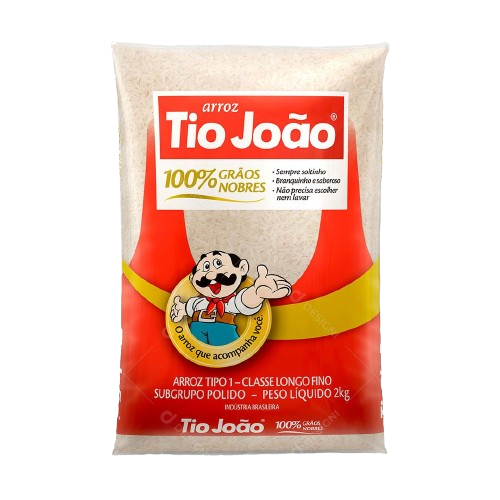 arroz
Tio João®
100% GRÃOS NOBRES
• Sempre soltinho
• Branquinho e saboroso
• Não precisa escolher
nem lavar
O arroz que acompanha você
ARROZ TIPO 1 – CLASSE LONGO FINO
SUBGRUPO POLIDO – PESO LÍQUIDO 2kg
INDÚSTRIA BRASILEIRA
Tio João® 100% GRÃOS NOBRES